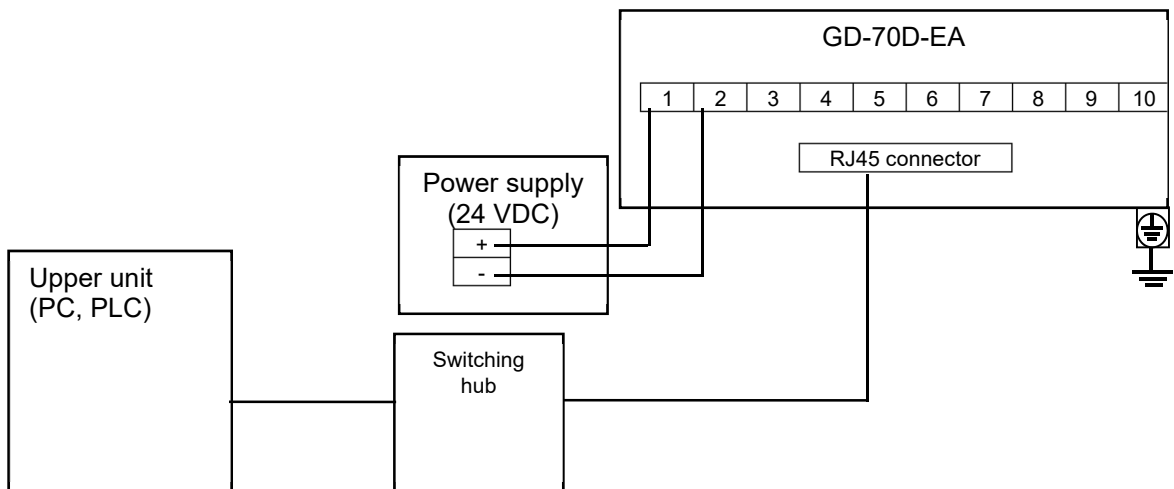 GD-70D-EA
1 2 3 4 5 6 7 8 9 10
RJ45 connector
Power supply
(24 VDC)
+
-
Upper unit
(PC, PLC)
Switching
hub